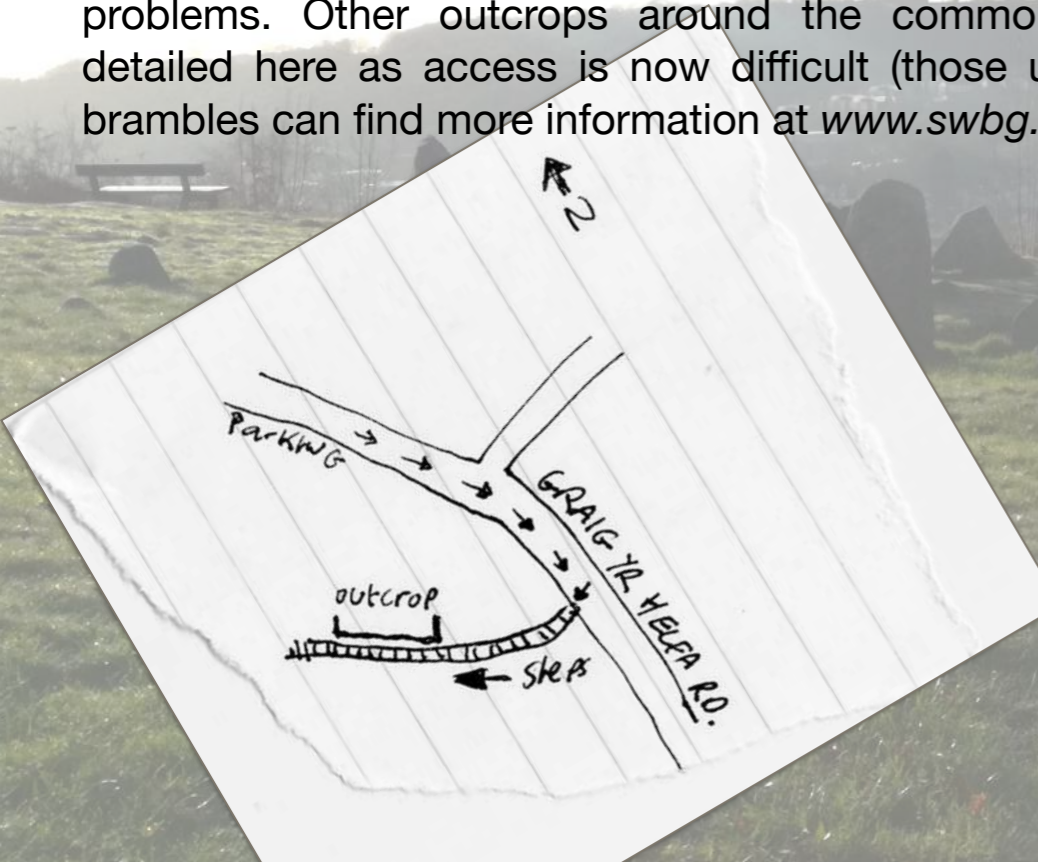 problems. Other outcrops around the commo
detailed here as access is now difficult (those u
brambles can find more information at www.swbg.
N
ParkING
GRAIG YR HELFA RD.
outcrop
steps